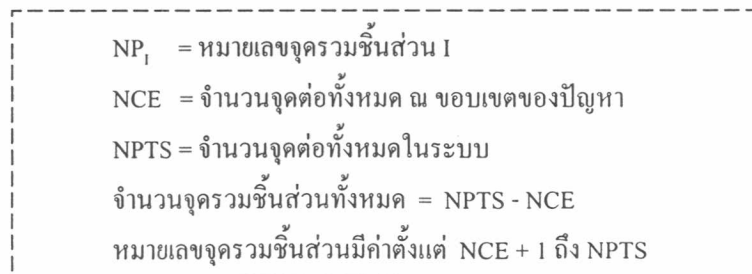 NP_I = หมายเลขจุดรวมชิ้นส่วน I
NCE = จำนวนจุดต่อทั้งหมด ณ ขอบเขตของปัญหา
NPTS = จำนวนจุดต่อทั้งหมดในระบบ
จำนวนจุดรวมชิ้นส่วนทั้งหมด = NPTS - NCE
หมายเลขจุดรวมชิ้นส่วนมีค่าตั้งแต่ NCE + 1 ถึง NPTS